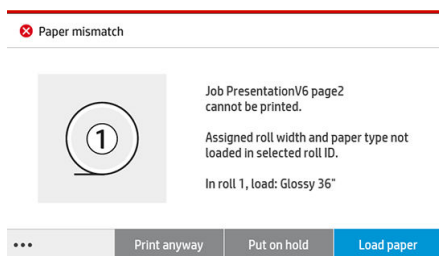 Paper mismatch
Job PresentationV6 page2
cannot be printed.
Assigned roll width and paper type not
loaded in selected roll ID.
In roll 1, load: Glossy 36"
1
Print anyway
Put on hold
Load paper